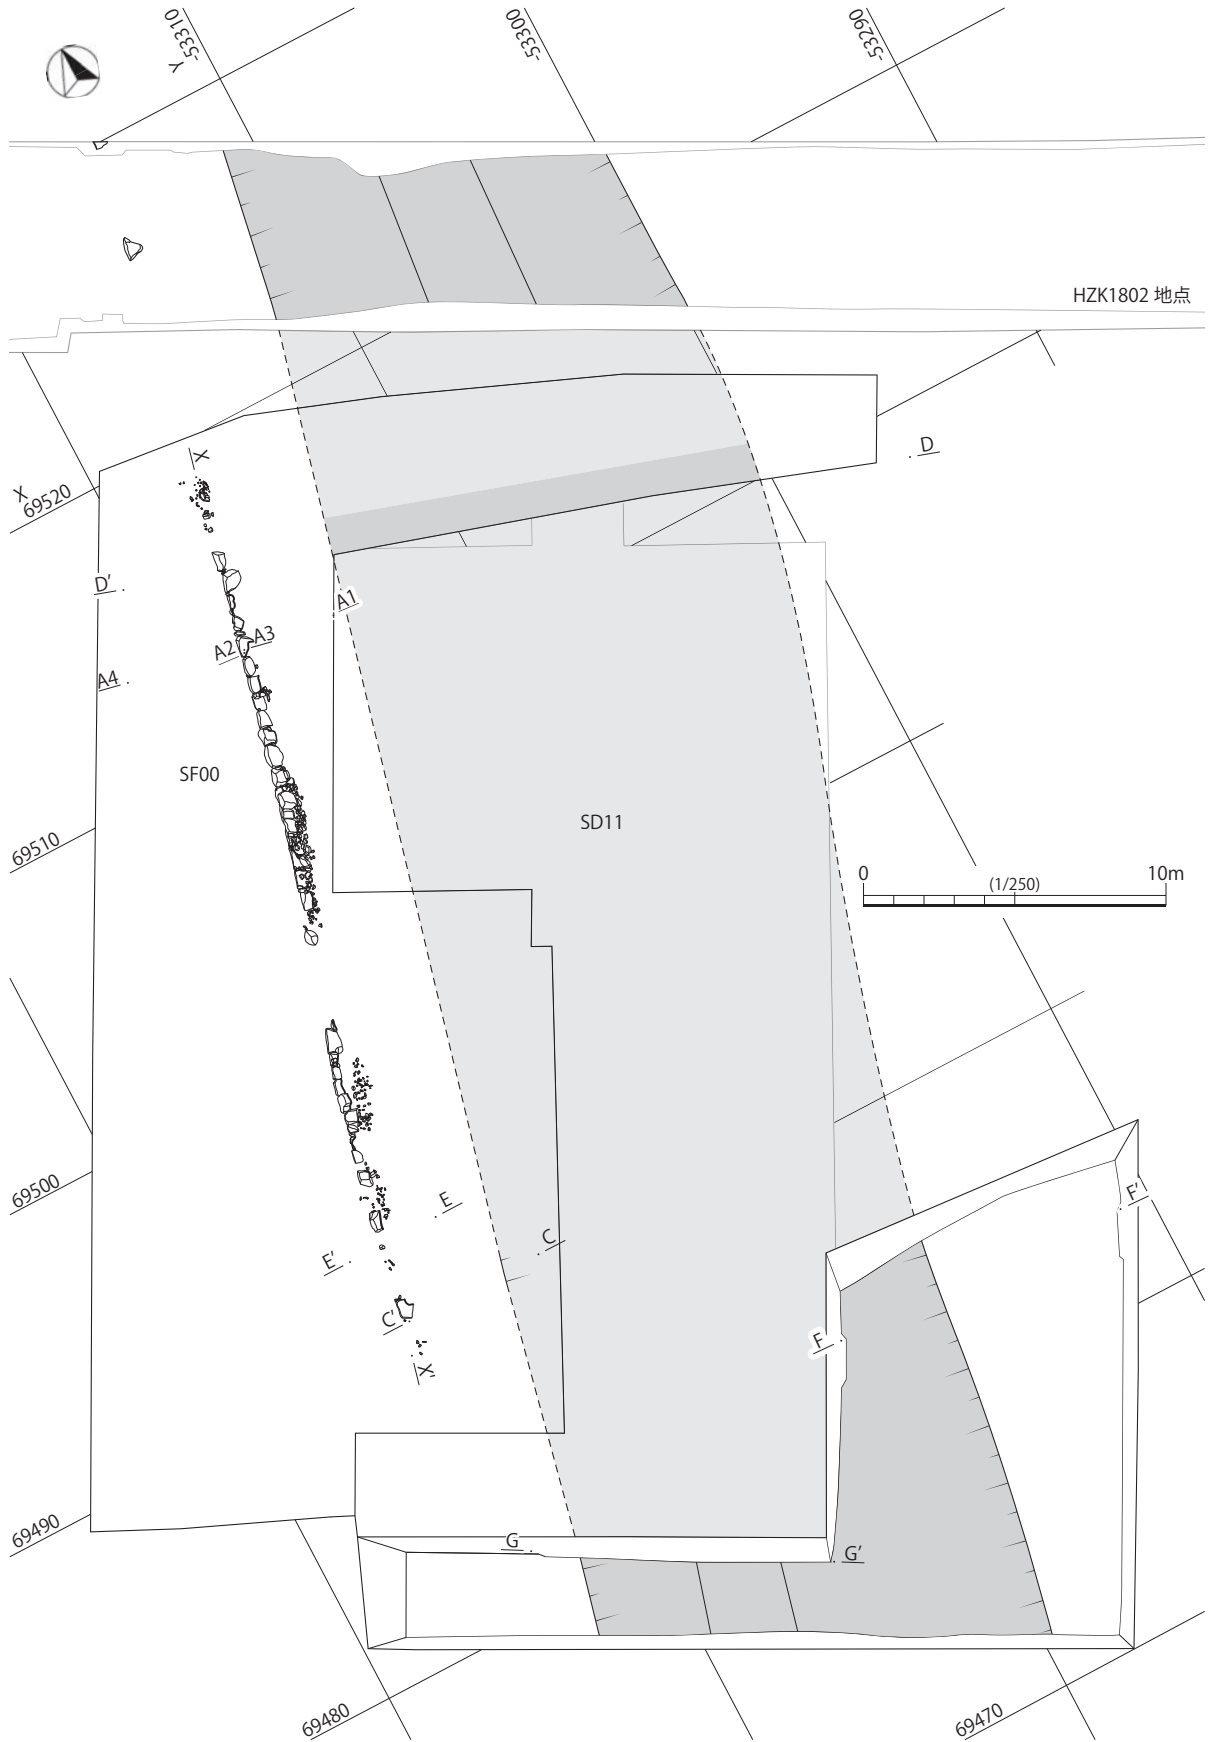 -53310
Y
-53300
-53290
HZK1802 地点
X
D
X
69520
D′
A1
A2
A3
A4
SF00
SD11
69510
0
(1/250)
10m
69500
E
F′
C
E′
C′
F
X′
69490
G
G′
69480
69470